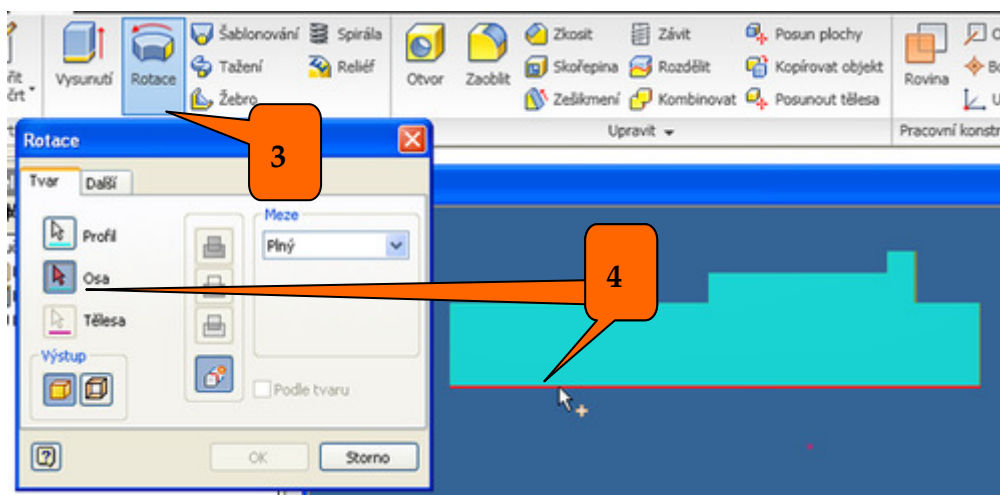 Šablonování Spirála Zkosit Závit Posun plochy
Vysunutí Rotace Tažení Reliéf Otvor Zaoblit Skořepina Rozdělit Kopírovat objekt Rovina
Žebro Zešikmení Kombinovat Posunout tělesa
Upravit Pracovní konstr
3
Rotace
Tvar Další
Profil
Osa
Tělesa
Výstup
Meze
Plný
Podle tvaru
OK Storno
4